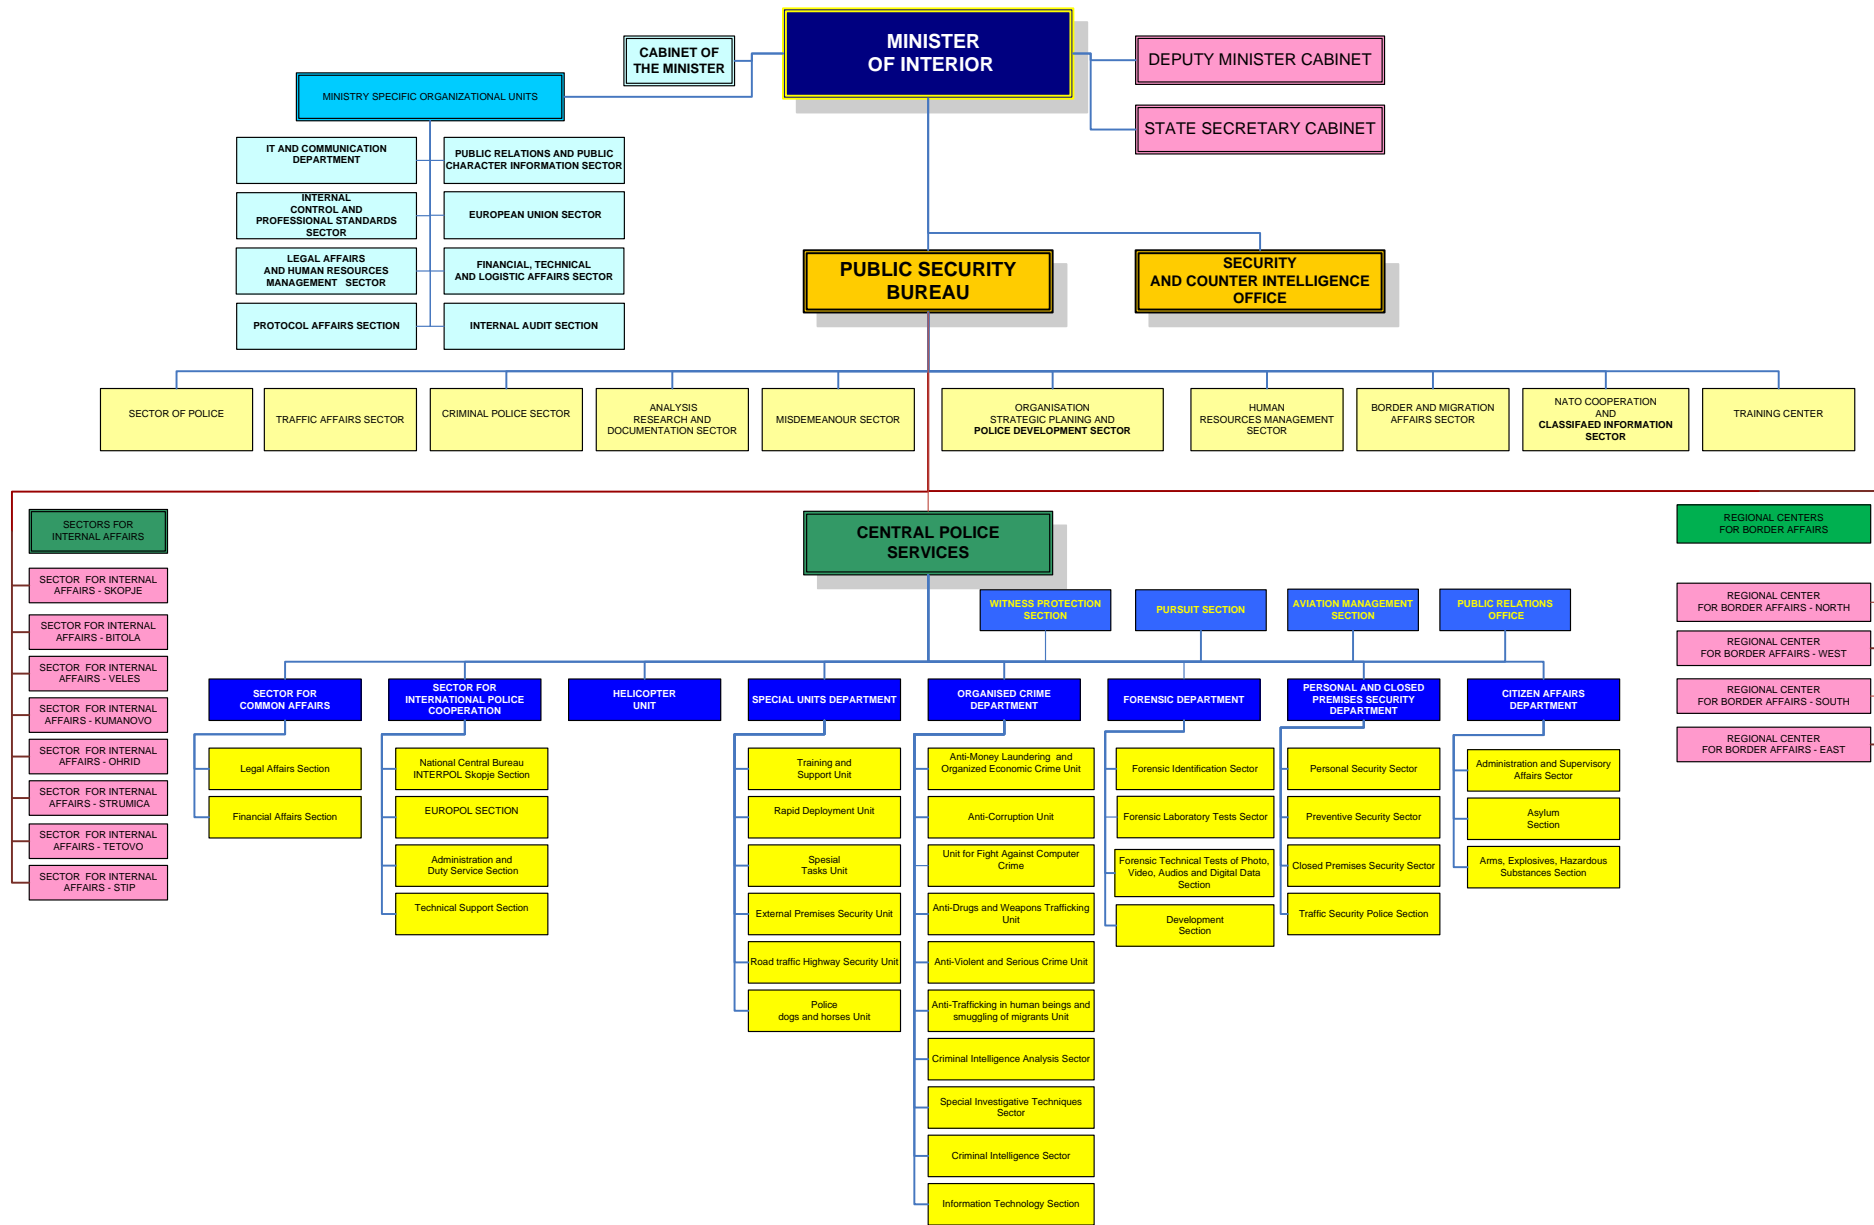 MINISTER
OF INTERIOR
CABINET OF
THE MINISTER
DEPUTY MINISTER CABINET
STATE SECRETARY CABINET
MINISTRY SPECIFIC ORGANIZATIONAL UNITS
IT AND COMMUNICATION
DEPARTMENT
PUBLIC RELATIONS AND PUBLIC
CHARACTER INFORMATION SECTOR
INTERNAL
CONTROL AND
PROFESSIONAL STANDARDS
SECTOR
EUROPEAN UNION SECTOR
LEGAL AFFAIRS
AND HUMAN RESOURCES
MANAGEMENT SECTOR
FINANCIAL, TECHNICAL
AND LOGISTIC AFFAIRS SECTOR
PROTOCOL AFFAIRS SECTION
INTERNAL AUDIT SECTION
PUBLIC SECURITY
BUREAU
SECURITY
AND COUNTER INTELLIGENCE
OFFICE
SECTOR OF POLICE
TRAFFIC AFFAIRS SECTOR
CRIMINAL POLICE SECTOR
ANALYSIS
RESEARCH AND
DOCUMENTATION SECTOR
MISDEMEANOUR SECTOR
ORGANISATION
STRATEGIC PLANING AND
POLICE DEVELOPMENT SECTOR
HUMAN
RESOURCES MANAGEMENT
SECTOR
BORDER AND MIGRATION
AFFAIRS SECTOR
NATO COOPERATION
AND
CLASSIFAED INFORMATION
SECTOR
TRAINING CENTER
SECTORS FOR
INTERNAL AFFAIRS
SECTOR FOR INTERNAL
AFFAIRS - SKOPJE
SECTOR FOR INTERNAL
AFFAIRS - BITOLA
SECTOR FOR INTERNAL
AFFAIRS - VELES
SECTOR FOR INTERNAL
AFFAIRS - KUMANOVO
SECTOR FOR INTERNAL
AFFAIRS - OHRID
SECTOR FOR INTERNAL
AFFAIRS - STRUMICA
SECTOR FOR INTERNAL
AFFAIRS - TETOVO
SECTOR FOR INTERNAL
AFFAIRS - STIP
CENTRAL POLICE
SERVICES
WITNESS PROTECTION
SECTION
PURSUIT SECTION
AVIATION MANAGEMENT
SECTION
PUBLIC RELATIONS
OFFICE
SECTOR FOR
COMMON AFFAIRS
Legal Affairs Section
Financial Affairs Section
SECTOR FOR
INTERNATIONAL POLICE
COOPERATION
National Central Bureau
INTERPOL Skopje Section
EUROPOL SECTION
Administration and
Duty Service Section
Technical Support Section
HELICOPTER
UNIT
SPECIAL UNITS DEPARTMENT
Training and
Support Unit
Rapid Deployment Unit
Spesial
Tasks Unit
External Premises Security Unit
Road traffic Highway Security Unit
Police
dogs and horses Unit
ORGANISED CRIME
DEPARTMENT
Anti-Money Laundering and
Organized Economic Crime Unit
Anti-Corruption Unit
Unit for Fight Against Computer
Crime
Anti-Drugs and Weapons Trafficking
Unit
Anti-Violent and Serious Crime Unit
Anti-Trafficking in human beings and
smuggling of migrants Unit
Criminal Intelligence Analysis Sector
Special Investigative Techniques
Sector
Criminal Intelligence Sector
Information Technology Section
FORENSIC DEPARTMENT
Forensic Identification Sector
Forensic Laboratory Tests Sector
Forensic Technical Tests of Photo,
Video, Audios and Digital Data
Section
Development
Section
PERSONAL AND CLOSED
PREMISES SECURITY
DEPARTMENT
Personal Security Sector
Preventive Security Sector
Closed Premises Security Sector
Traffic Security Police Section
CITIZEN AFFAIRS
DEPARTMENT
Administration and Supervisory
Affairs Sector
Asylum
Section
Arms, Explosives, Hazardous
Substances Section
REGIONAL CENTERS
FOR BORDER AFFAIRS
REGIONAL CENTER
FOR BORDER AFFAIRS - NORTH
REGIONAL CENTER
FOR BORDER AFFAIRS - WEST
REGIONAL CENTER
FOR BORDER AFFAIRS - SOUTH
REGIONAL CENTER
FOR BORDER AFFAIRS - EAST